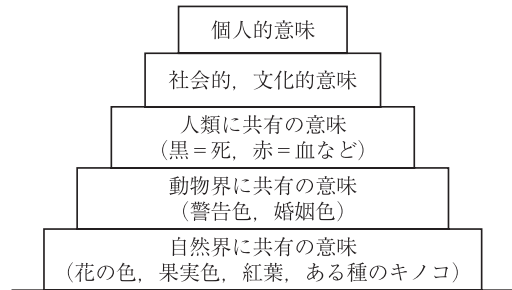 個人的意味
社会的，文化的意味
人類に共有の意味
（黒＝死，赤＝血など）
動物界に共有の意味
（警告色，婚姻色）
自然界に共有の意味
（花の色，果実色，紅葉，ある種のキノコ）